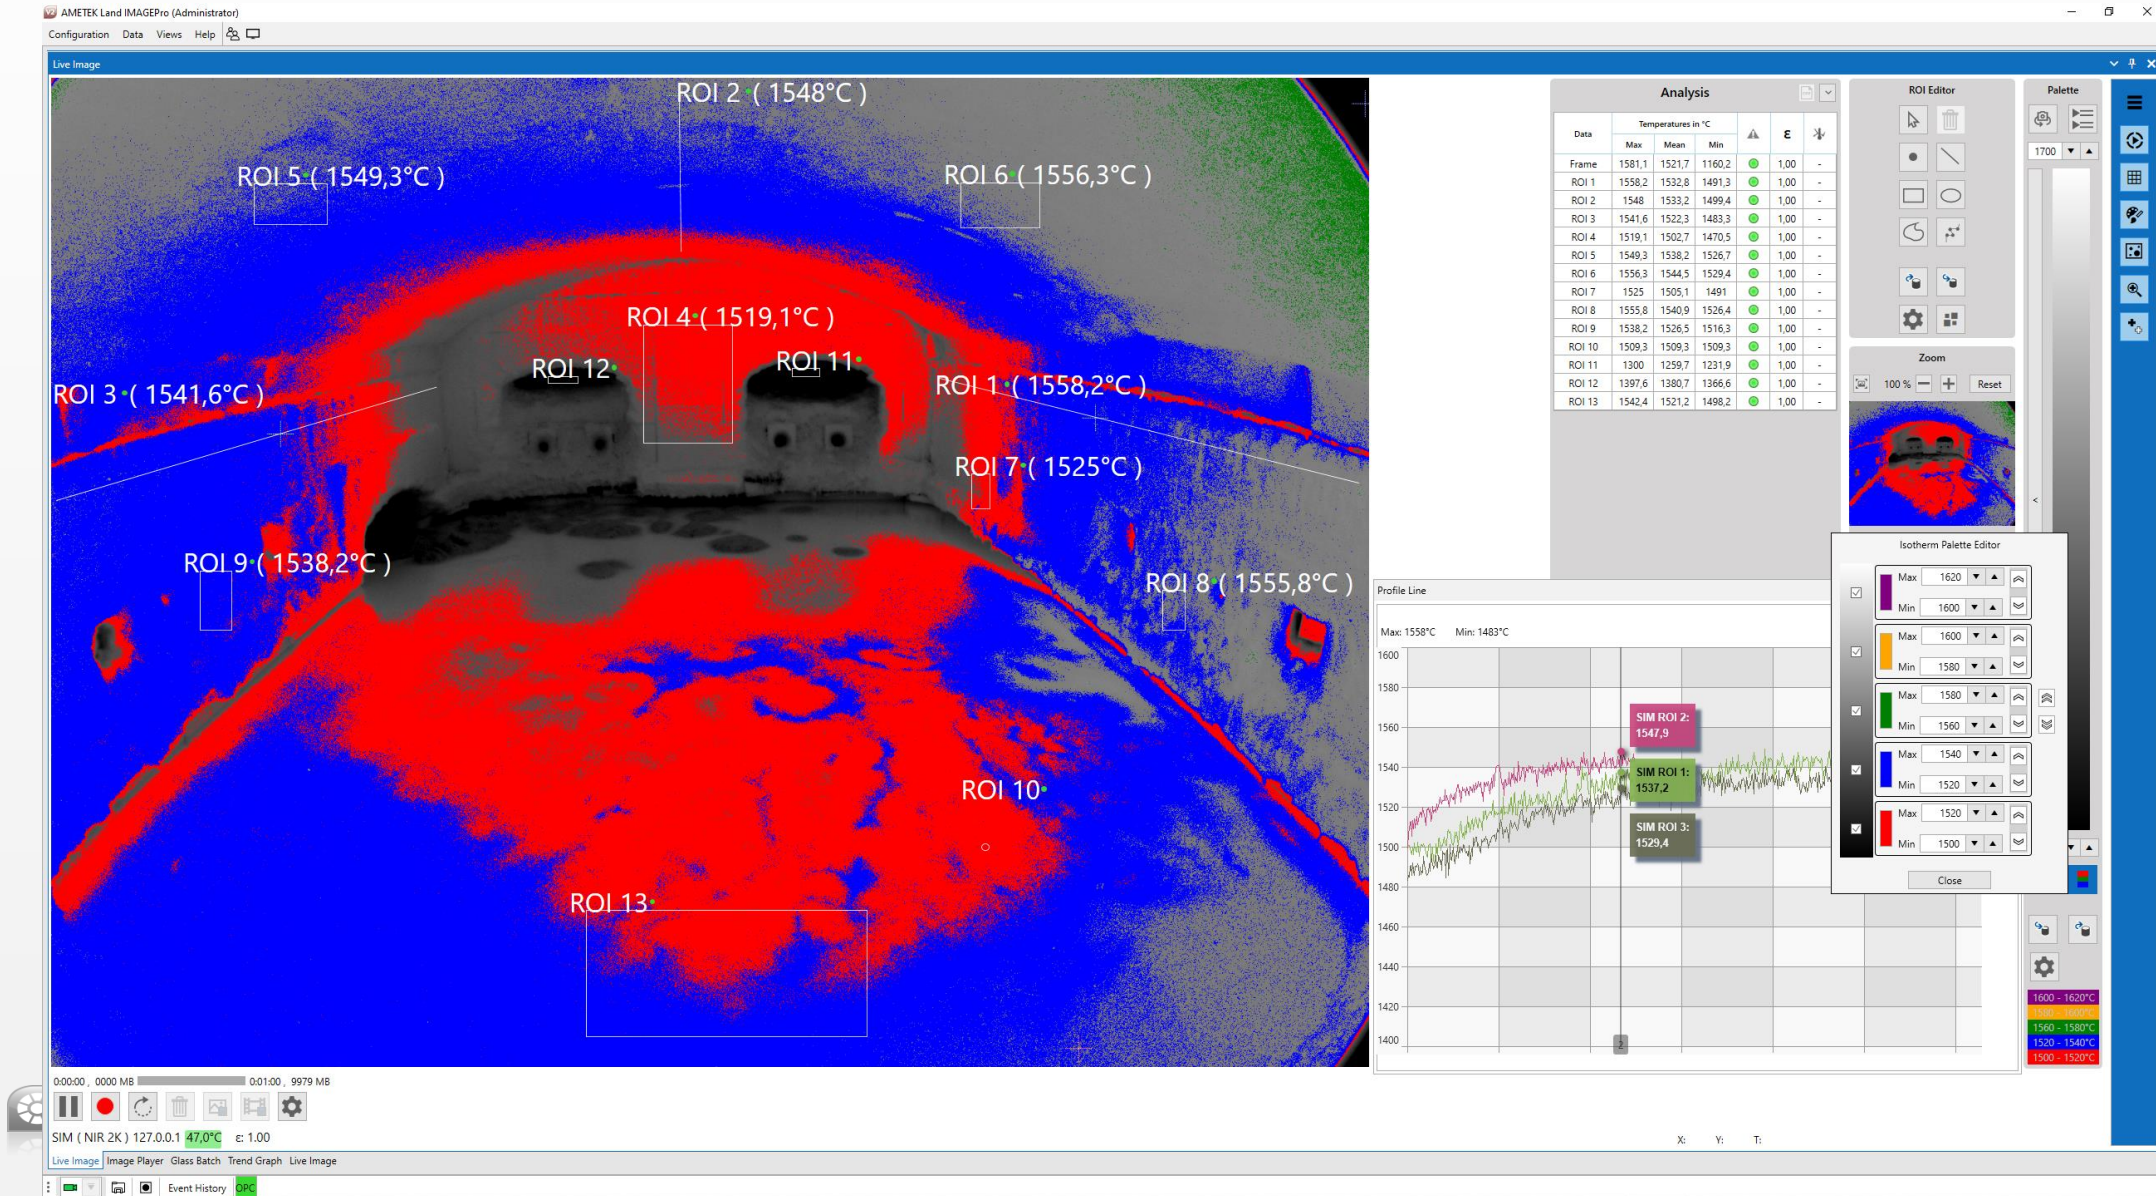 AMETEK Land IMAGEPro (Administrator)
Configuration Data Views Help
Live Image
ROI 2 ( 1548°C )
ROI 5 ( 1549,3°C )
ROI 6 ( 1556,3°C )
ROI 4 ( 1519,1°C )
ROI 12
ROI 11
ROI 3 ( 1541,6°C )
ROI 1 ( 1558,2°C )
ROI 7 ( 1525°C )
ROI 9 ( 1538,2°C )
ROI 8 ( 1555,8°C )
ROI 10
ROI 13
Analysis
Data Temperatures in °C ε
Max Mean Min
Frame 1581,1 1521,7 1160,2 1,00 -
ROI 1 1558,2 1532,8 1491,3 1,00 -
ROI 2 1548 1533,2 1499,4 1,00 -
ROI 3 1541,6 1522,3 1483,3 1,00 -
ROI 4 1519,1 1502,7 1470,5 1,00 -
ROI 5 1549,3 1538,2 1526,7 1,00 -
ROI 6 1556,3 1544,5 1529,4 1,00 -
ROI 7 1525 1505,1 1491 1,00 -
ROI 8 1555,8 1540,9 1526,4 1,00 -
ROI 9 1538,2 1526,5 1516,3 1,00 -
ROI 10 1509,3 1509,3 1509,3 1,00 -
ROI 11 1300 1259,7 1231,9 1,00 -
ROI 12 1397,6 1380,7 1366,6 1,00 -
ROI 13 1542,4 1521,2 1498,2 1,00 -
ROI Editor
Zoom
100 % Reset
Palette
1700
<
Isotherm Palette Editor
Max 1620
Min 1600
Max 1600
Min 1580
Max 1580
Min 1560
Max 1540
Min 1520
Max 1520
Min 1500
Close
Profile Line
Max: 1558°C Min: 1483°C
1600
1580
1560
1540
1520
1500
1480
1460
1440
1420
1400
SIM ROI 2:
1547,9
SIM ROI 1:
1537,2
SIM ROI 3:
1529,4
2
1600 - 1620°C
1580 - 1600°C
1560 - 1580°C
1520 - 1540°C
1500 - 1520°C
0:00:00 , 0000 MB 0:01:00 , 9979 MB
SIM ( NIR 2K ) 127.0.0.1 47,0°C ε: 1.00
X: Y: T:
Live Image Image Player Glass Batch Trend Graph Live Image
Event History OPC